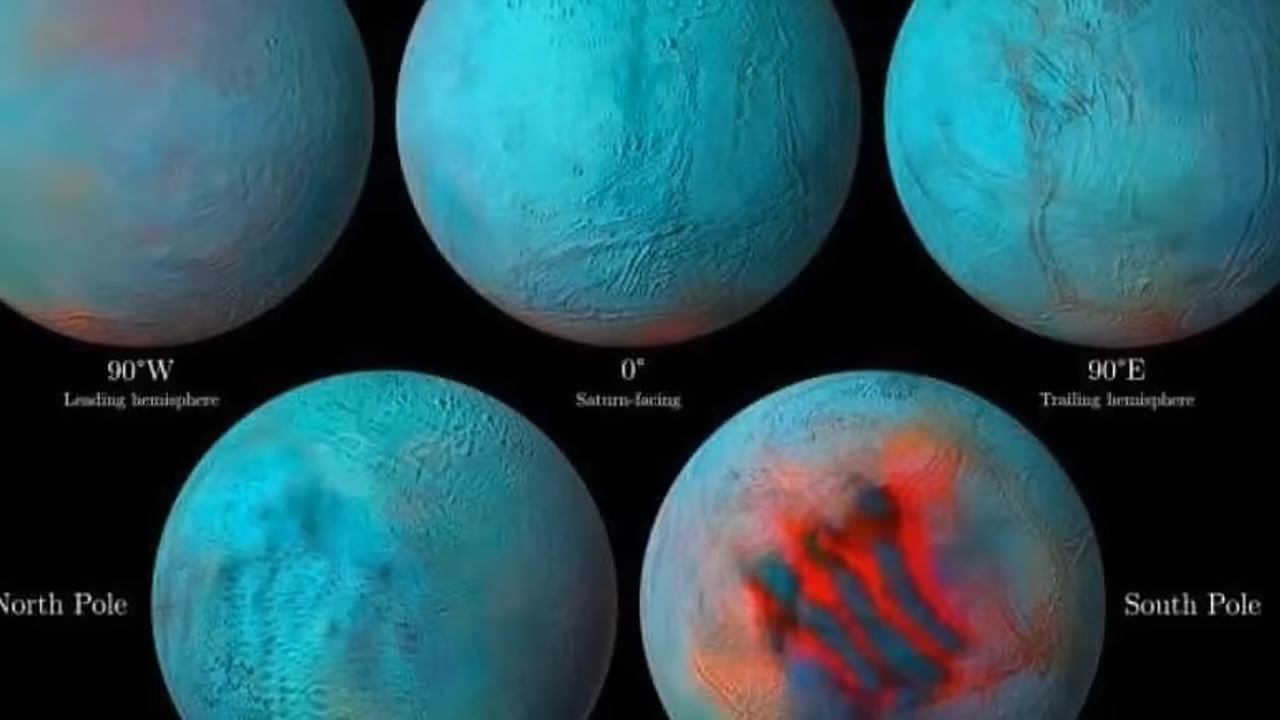 90°W
0°
90°E
Leading hemisphere
Saturn-facing
Trailing hemisphere
North Pole
South Pole